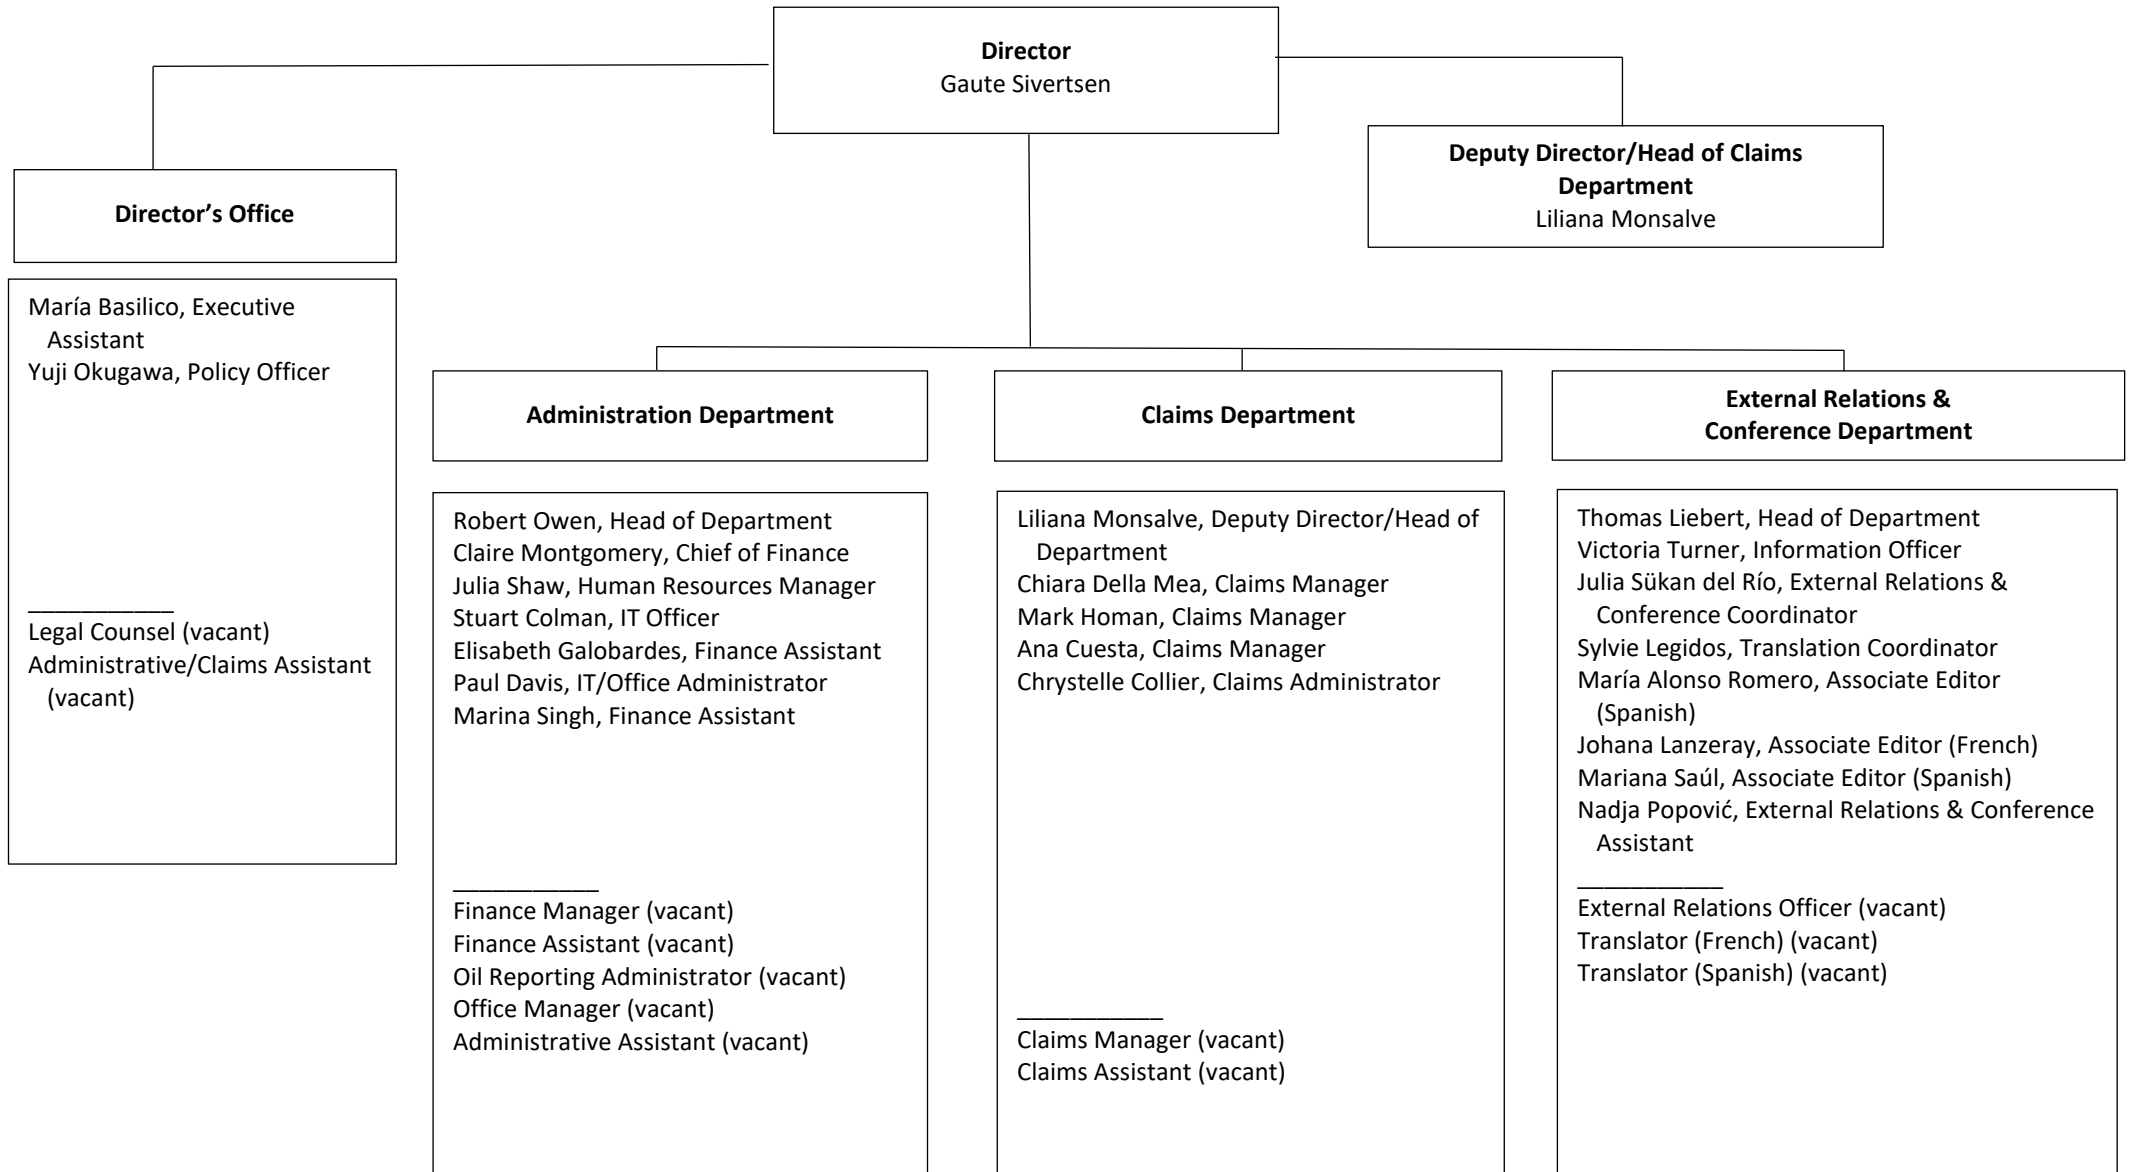 Director
Gaute Sivertsen
Deputy Director/Head of Claims
Department
Liliana Monsalve
Director’s Office
María Basilico, Executive
Assistant
Yuji Okugawa, Policy Officer
___________
Legal Counsel (vacant)
Administrative/Claims Assistant
(vacant)
Administration Department
Robert Owen, Head of Department
Claire Montgomery, Chief of Finance
Julia Shaw, Human Resources Manager
Stuart Colman, IT Officer
Elisabeth Galobardes, Finance Assistant
Paul Davis, IT/Office Administrator
Marina Singh, Finance Assistant
___________
Finance Manager (vacant)
Finance Assistant (vacant)
Oil Reporting Administrator (vacant)
Office Manager (vacant)
Administrative Assistant (vacant)
Claims Department
Liliana Monsalve, Deputy Director/Head of
Department
Chiara Della Mea, Claims Manager
Mark Homan, Claims Manager
Ana Cuesta, Claims Manager
Chrystelle Collier, Claims Administrator
___________
Claims Manager (vacant)
Claims Assistant (vacant)
External Relations &
Conference Department
Thomas Liebert, Head of Department
Victoria Turner, Information Officer
Julia Sükan del Río, External Relations &
Conference Coordinator
Sylvie Legidos, Translation Coordinator
María Alonso Romero, Associate Editor
(Spanish)
Johana Lanzeray, Associate Editor (French)
Mariana Saúl, Associate Editor (Spanish)
Nadja Popović, External Relations & Conference
Assistant
___________
External Relations Officer (vacant)
Translator (French) (vacant)
Translator (Spanish) (vacant)